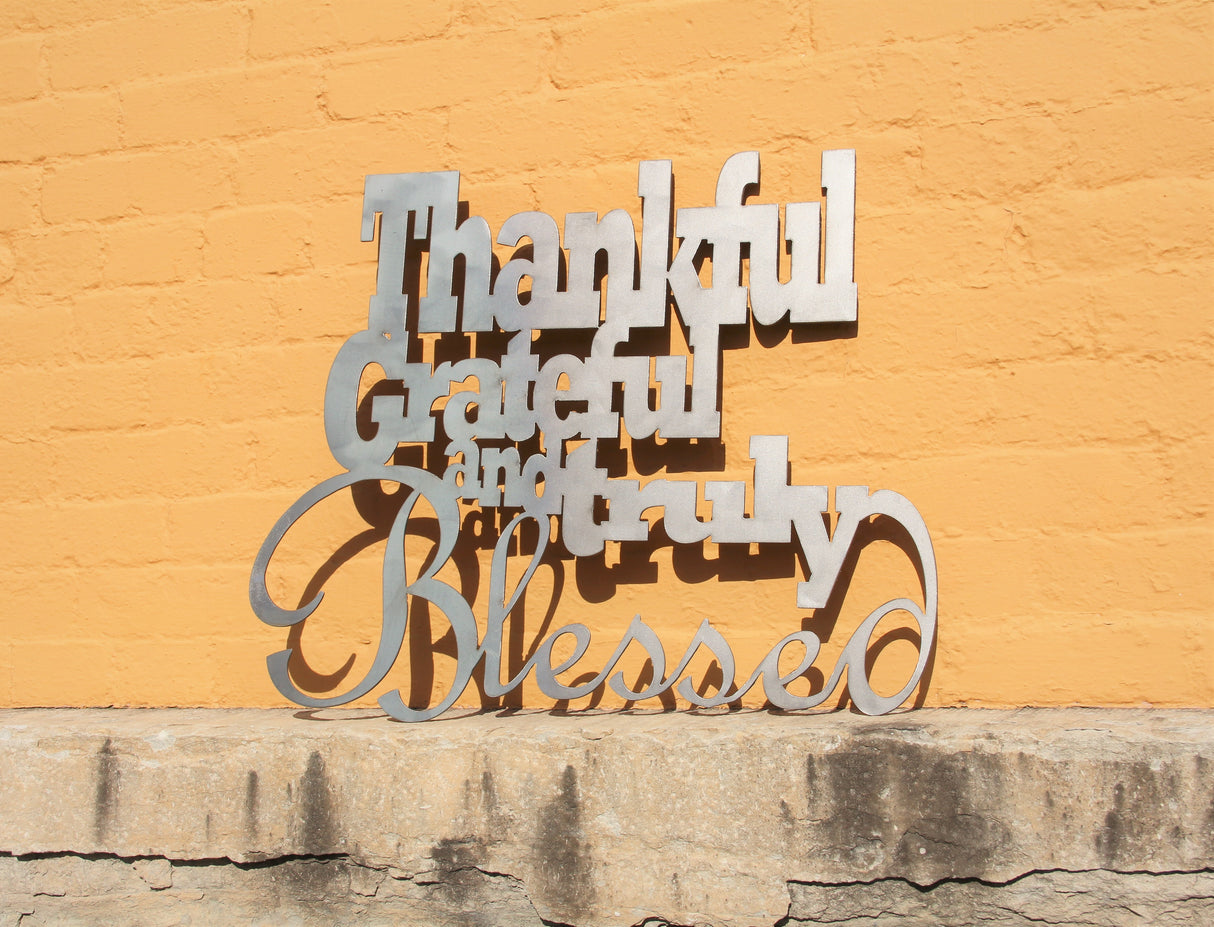 Thankful
Grateful
and truly
Blessed